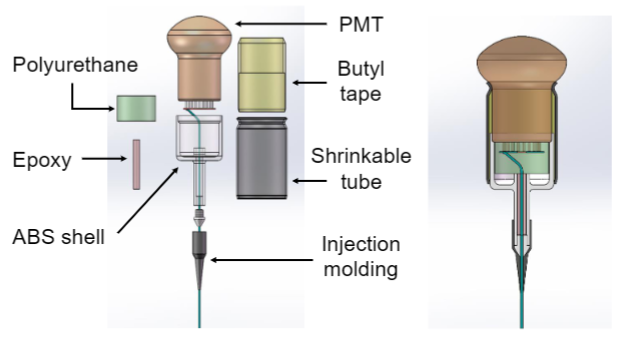 PMT
Polyurethane
Butyl
tape
Epoxy
Shrinkable
tube
ABS shell
Injection
molding